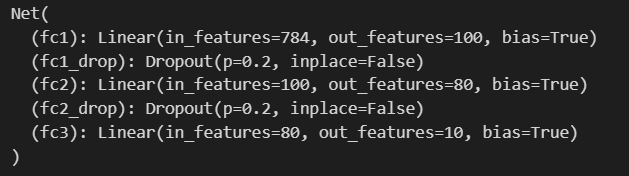 Net(
  (fc1): Linear(in_features=784, out_features=100, bias=True)
  (fc1_drop): Dropout(p=0.2, inplace=False)
  (fc2): Linear(in_features=100, out_features=80, bias=True)
  (fc2_drop): Dropout(p=0.2, inplace=False)
  (fc3): Linear(in_features=80, out_features=10, bias=True)
)